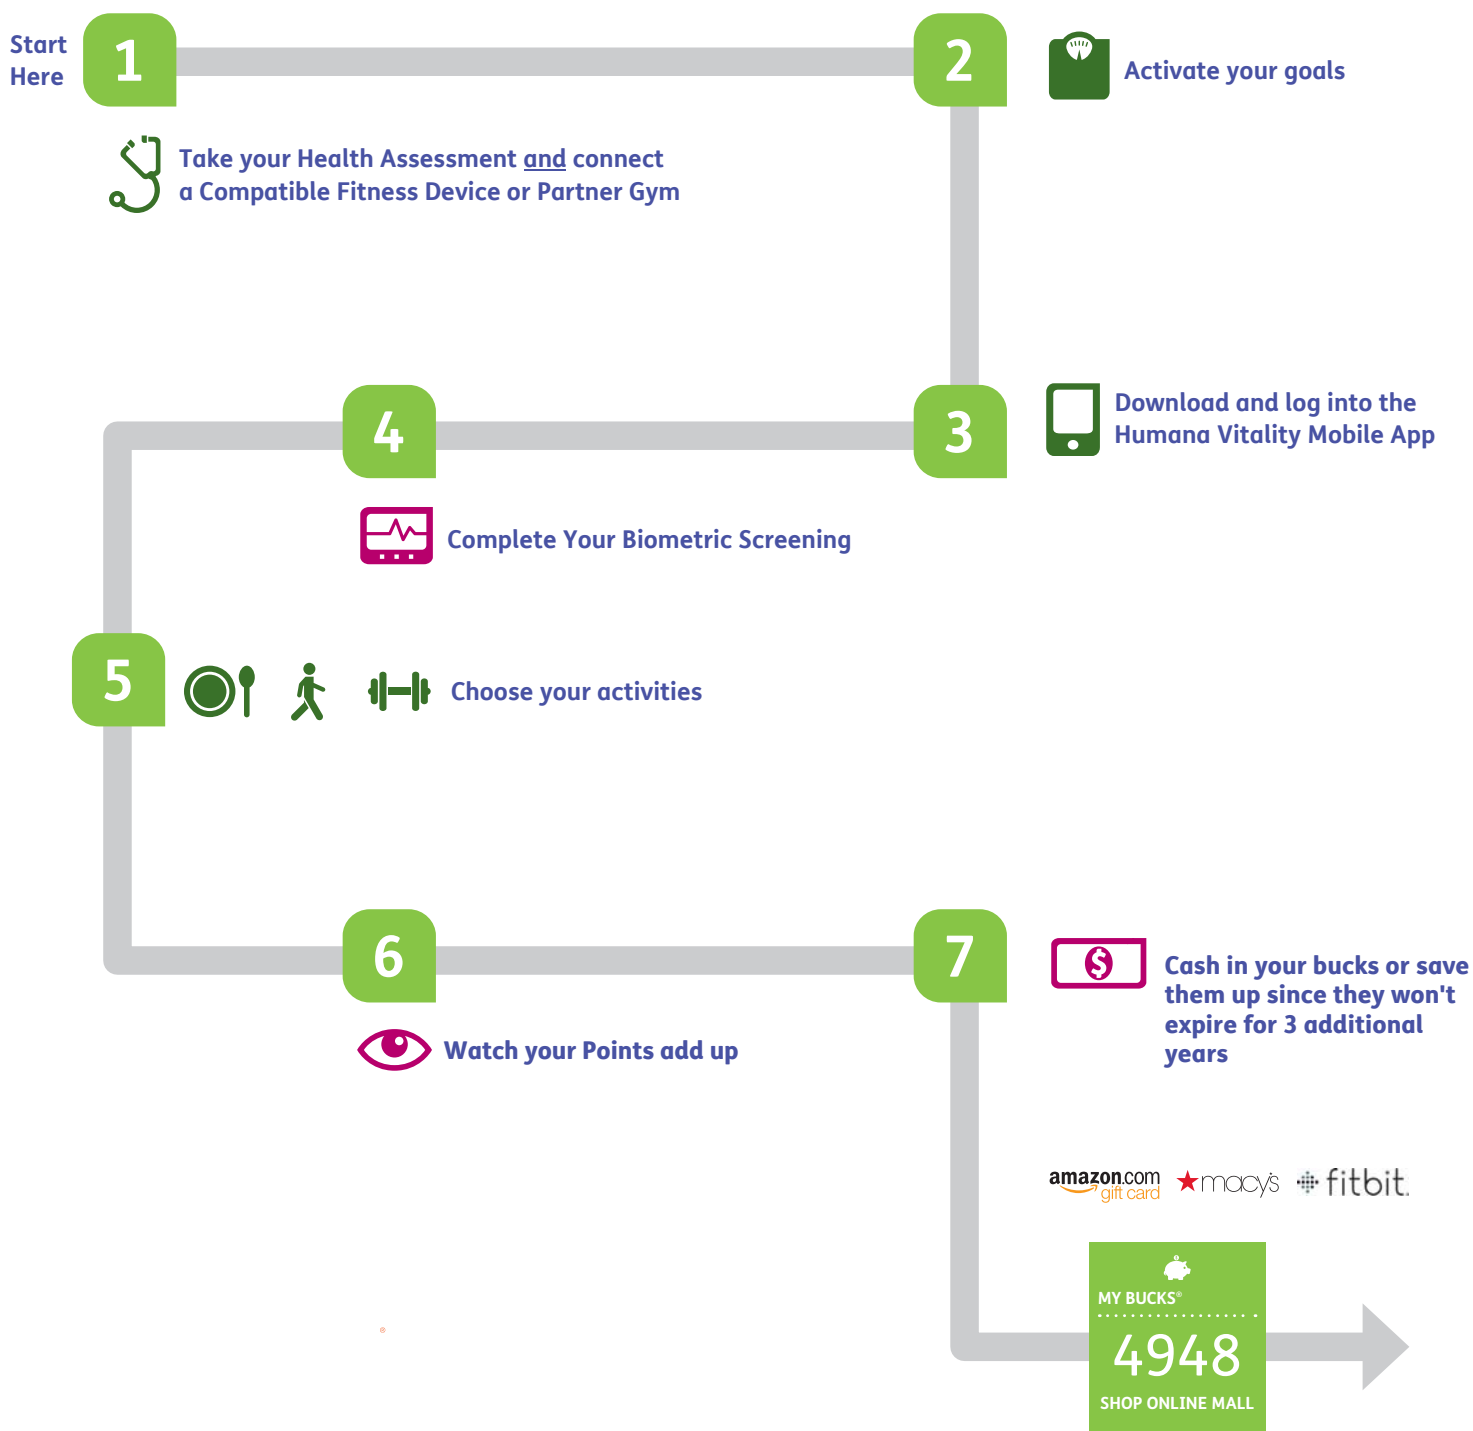 Start
Here
1
2
Activate your goals
Take your Health Assessment and connect
a Compatible Fitness Device or Partner Gym
3
Download and log into the
Humana Vitality Mobile App
4
Complete Your Biometric Screening
5
Choose your activities
6
Watch your Points add up
7
$
Cash in your bucks or save
them up since they won't
expire for 3 additional
years
amazon.com
gift card
macy's
fitbit.
MY BUCKS®
4948
SHOP ONLINE MALL
®